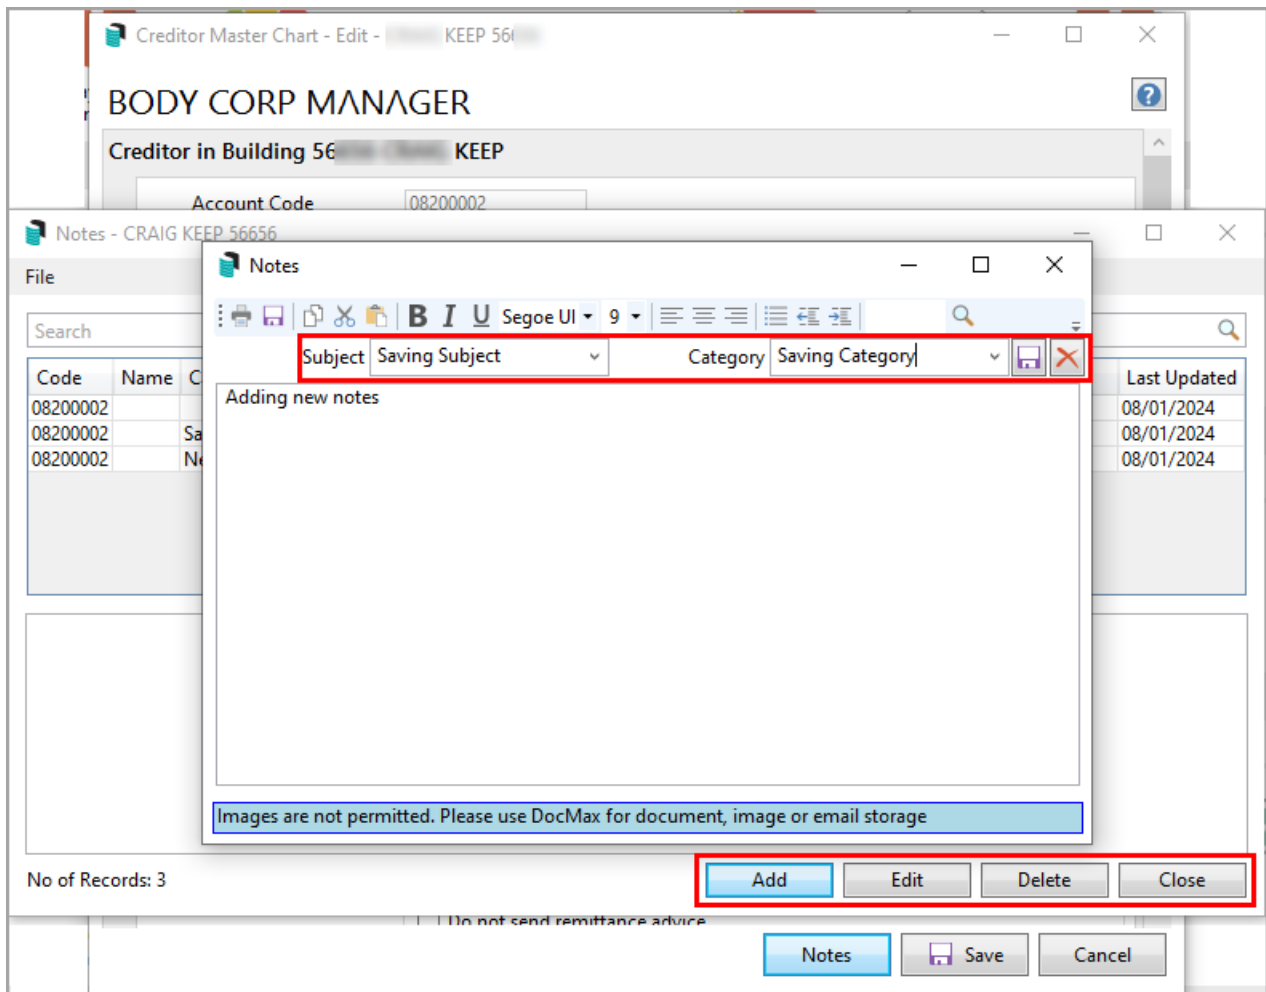 Creditor Master Chart - Edit - KEEP 56
BODY CORP MANAGER
Creditor in Building 56 KEEP
Account Code 08200002
Notes - CRAIG KEEP 56656
File
Notes
B I U Segoe UI 9
Search
Subject Saving Subject Category Saving Category
Code Name C Last Updated
08200002 08/01/2024
08200002 Sa 08/01/2024
08200002 Ne 08/01/2024
Adding new notes
Images are not permitted. Please use DocMax for document, image or email storage
No of Records: 3 Add Edit Delete Close
Do not send remittance advice
Notes Save Cancel